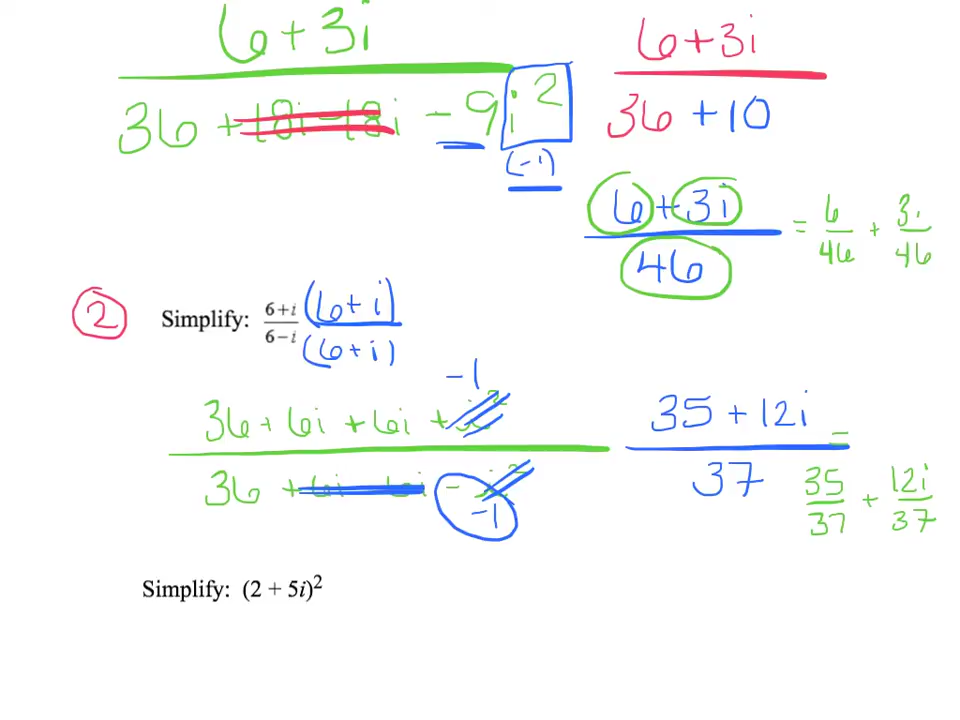 6+3i
36 +18i -18i -9i²
(-1)
6+3i
36 +10
6+3i
46
= 6/46 + 3i/46
2
Simplify: 6+i/6−i (6+i)/(6+i)
-1
36 + 6i + 6i + i²
36 +6i -6i - i²
-1
35 + 12i
37
= 35/37 + 12i/37
Simplify: (2 + 5i)²